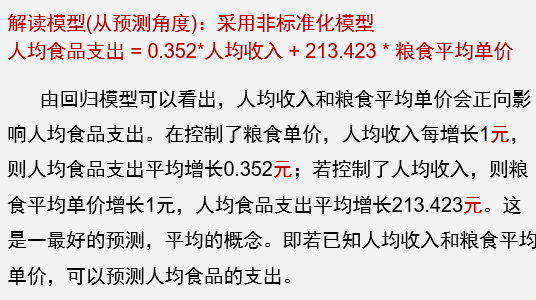 解读模型(从预测角度)：采用非标准化模型
人均食品支出 = 0.352*人均收入 + 213.423 * 粮食平均单价
由回归模型可以看出，人均收入和粮食平均单价会正向影
响人均食品支出。在控制了粮食单价，人均收入每增长1元，
则人均食品支出平均增长0.352元；若控制了人均收入，则粮
食平均单价增长1元，人均食品支出平均增长213.423元。这
是一最好的预测，平均的概念。即若已知人均收入和粮食平均
单价，可以预测人均食品的支出。